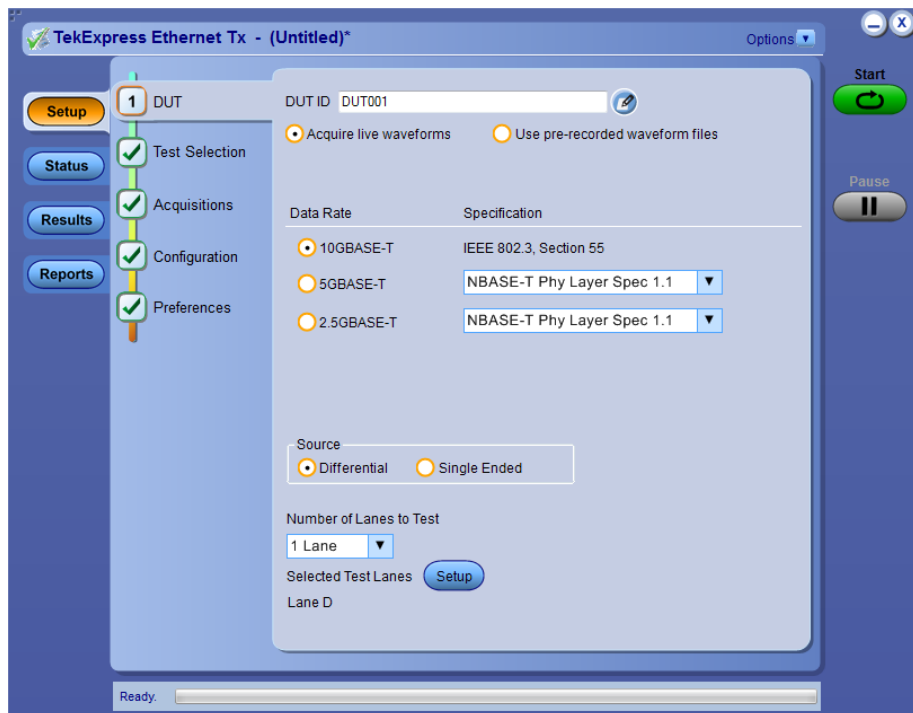 TekExpress Ethernet Tx - (Untitled)*
Options
Start
Pause
Setup
Status
Results
Reports
1 DUT
Test Selection
Acquisitions
Configuration
Preferences
DUT ID DUT001
Acquire live waveforms Use pre-recorded waveform files
Data Rate Specification
10GBASE-T IEEE 802.3, Section 55
5GBASE-T NBASE-T Phy Layer Spec 1.1
2.5GBASE-T NBASE-T Phy Layer Spec 1.1
Source
Differential Single Ended
Number of Lanes to Test
1 Lane
Selected Test Lanes Setup
Lane D
Ready.